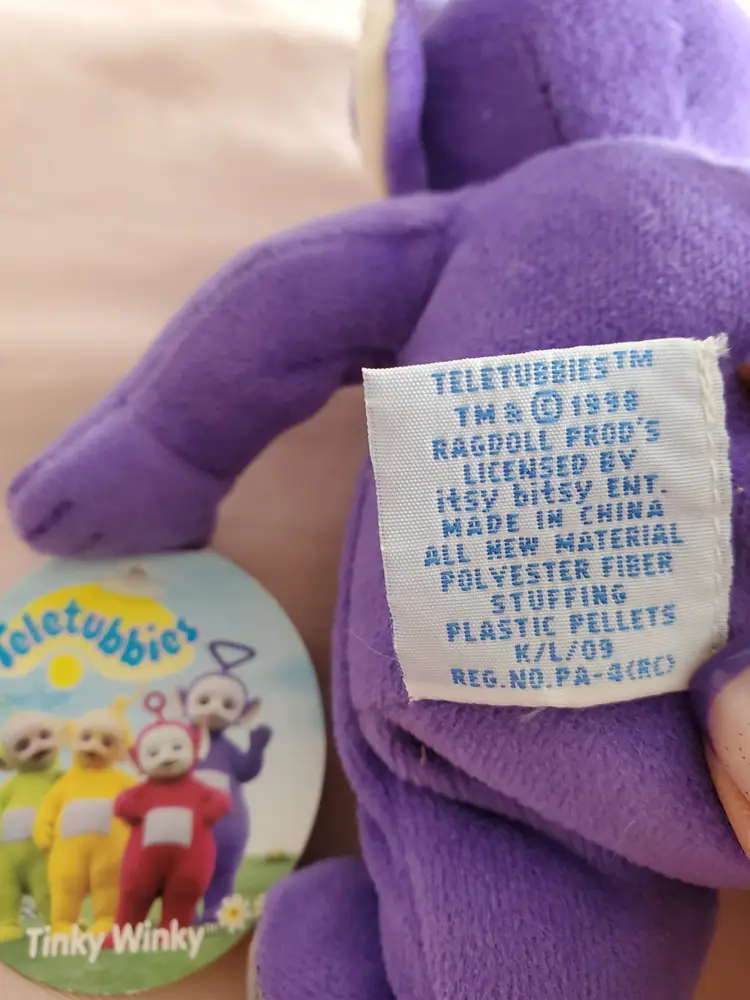 TELETUBBIES™
TM & © 1998
RAGDOLL PROD'S
LICENSED BY
itsy bitsy ENT.
MADE IN CHINA
ALL NEW MATERIAL
POLYESTER FIBER
STUFFING
PLASTIC PELLETS
K/L/09
REG.NO.PA-4(RC)
Teletubbies
Tinky Winky™